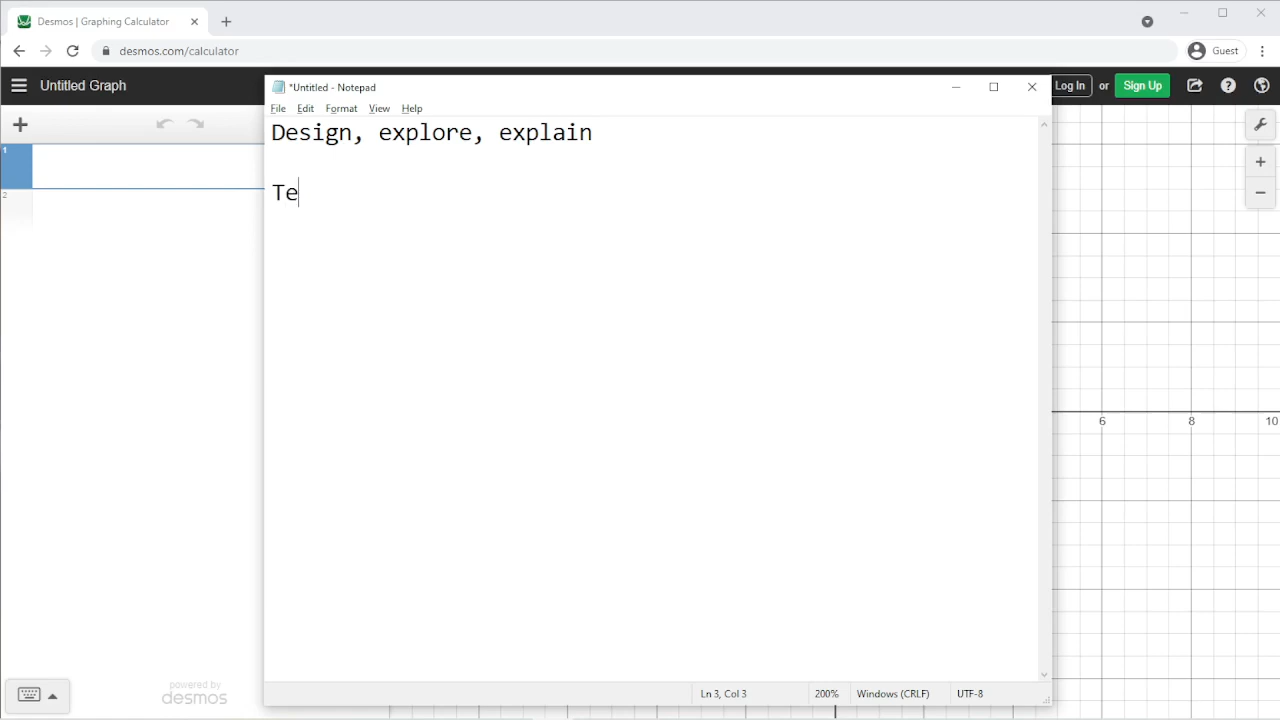 Desmos | Graphing Calculator
desmos.com/calculator
Guest
Untitled Graph
*Untitled - Notepad
Log In or Sign Up
File Edit Format View Help
Design, explore, explain
1
2
Te
6 8 10
Ln 3, Col 3 200% Windows (CRLF) UTF-8
powered by
desmos